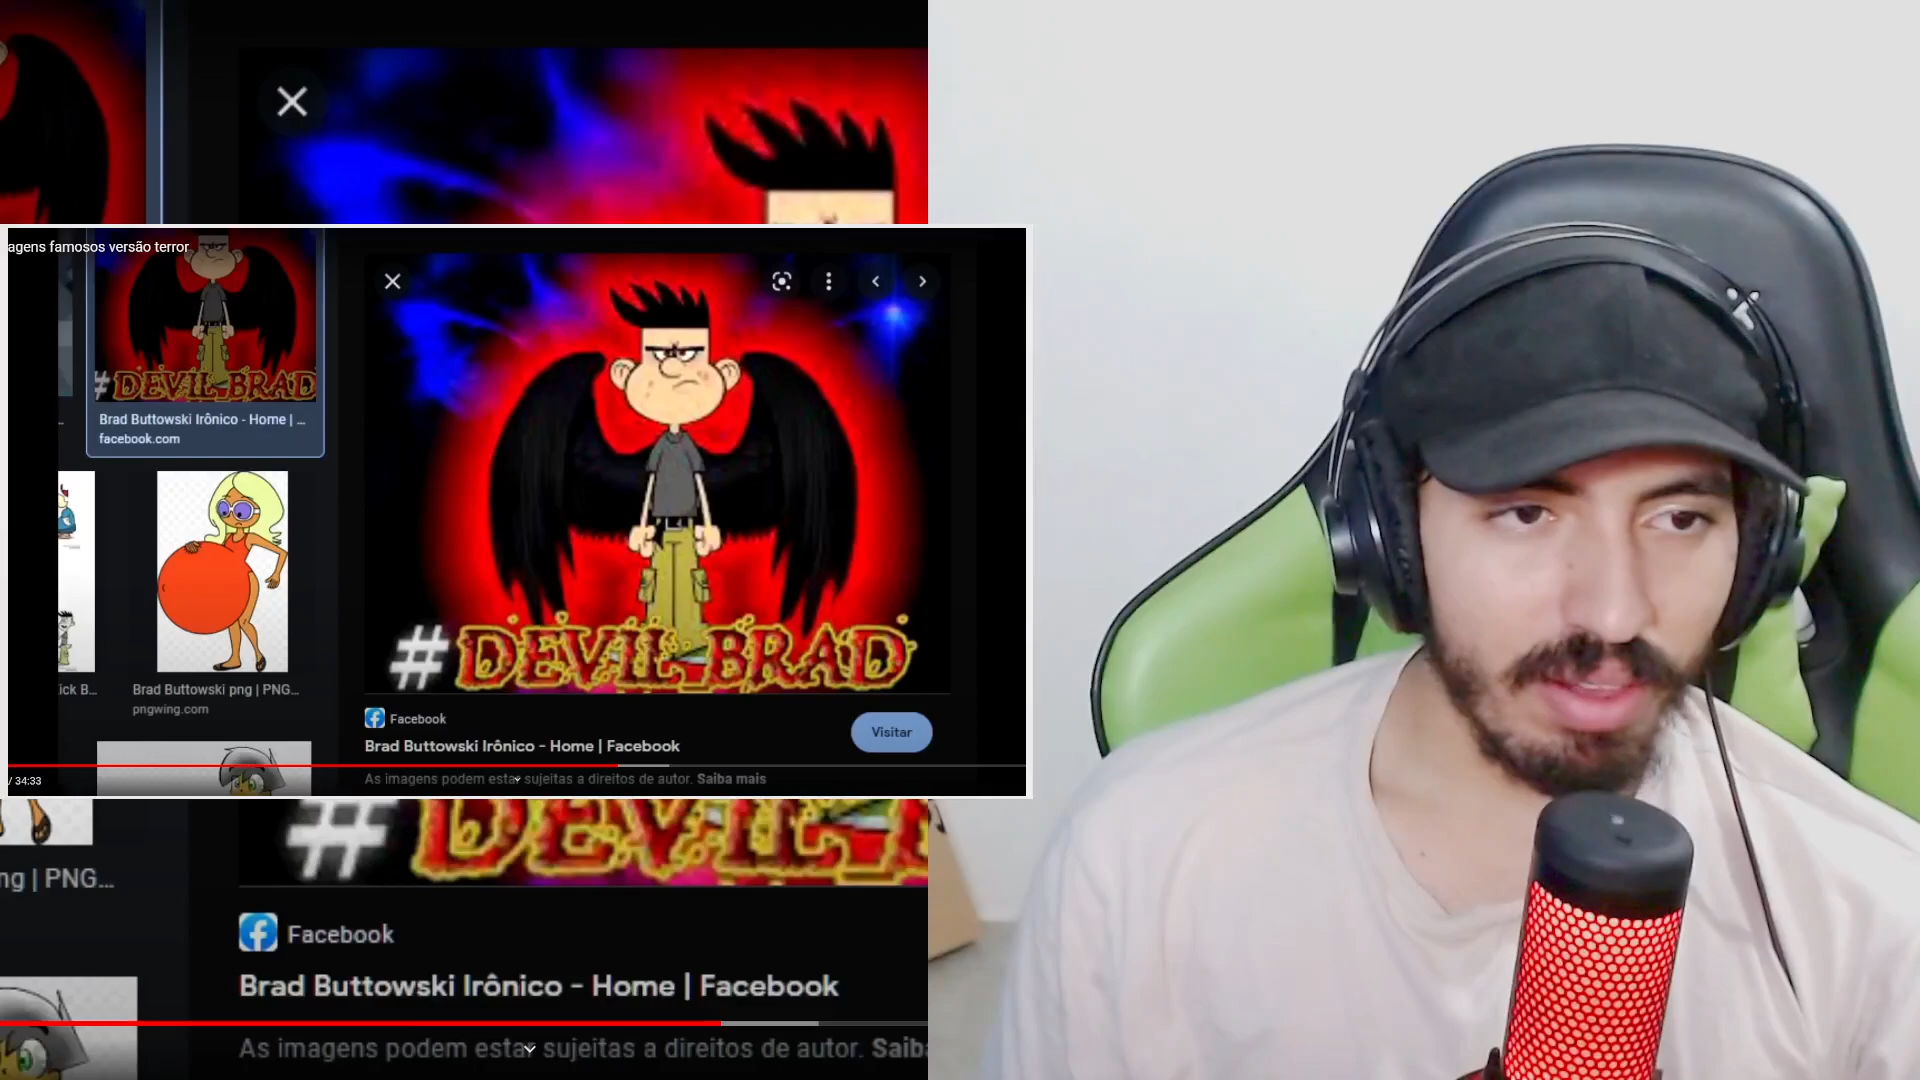 agens famosos versão terror
#DEVIL BRAD
Brad Buttowski Irônico - Home | ...
facebook.com
ick B...
Brad Buttowski png | PNG...
pngwing.com
#DEVIL BRAD
Facebook
Brad Buttowski Irônico - Home | Facebook
Visitar
As imagens podem estar sujeitas a direitos de autor. Saiba mais
/ 34:33
#DEVIL
ng | PNG...
Facebook
Brad Buttowski Irônico - Home | Facebook
As imagens podem estar sujeitas a direitos de autor. Saib